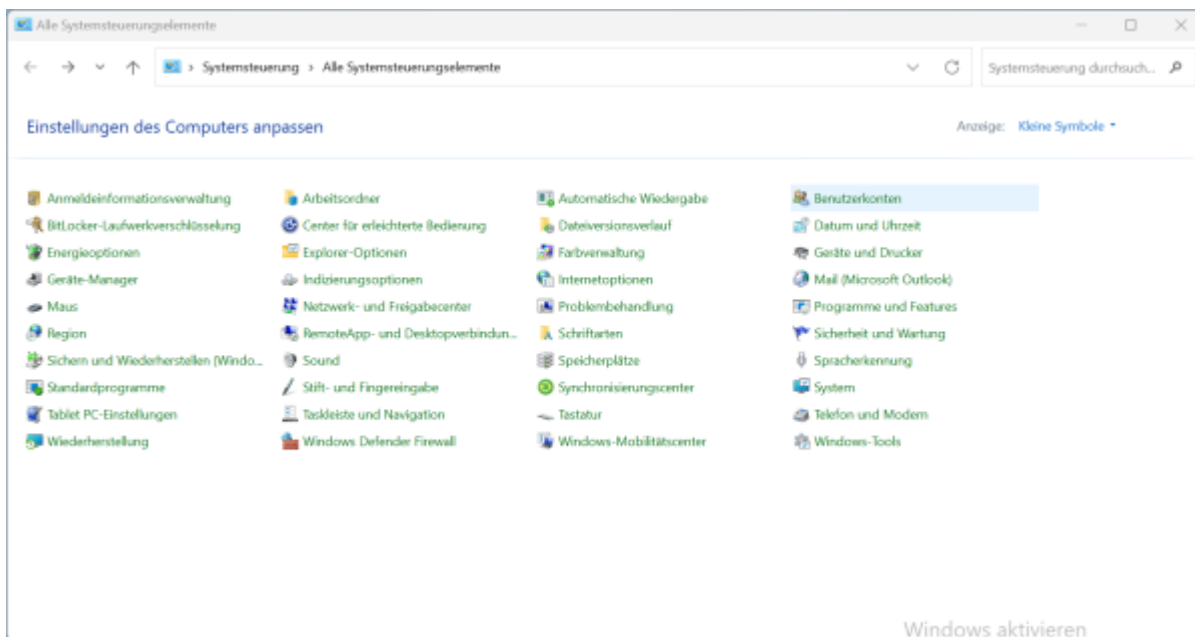 Alle Systemsteuerungselemente
Systemsteuerung › Alle Systemsteuerungselemente
Systemsteuerung durchsuch...
Einstellungen des Computers anpassen
Anzeige: Kleine Symbole
Anmeldeinformationsverwaltung
Arbeitsordner
Automatische Wiedergabe
Benutzerkonten
BitLocker-Laufwerkverschlüsselung
Center für erleichterte Bedienung
Dateiversionsverlauf
Datum und Uhrzeit
Energieoptionen
Explorer-Optionen
Farbverwaltung
Geräte und Drucker
Geräte-Manager
Indizierungsoptionen
Internetoptionen
Mail (Microsoft Outlook)
Maus
Netzwerk- und Freigabecenter
Problembehandlung
Programme und Features
Region
RemoteApp- und Desktopverbindun...
Schriftarten
Sicherheit und Wartung
Sichern und Wiederherstellen (Windo...
Sound
Speicherplätze
Spracherkennung
Standardprogramme
Stift- und Fingereingabe
Synchronisierungscenter
System
Tablet PC-Einstellungen
Taskleiste und Navigation
Tastatur
Telefon und Modem
Wiederherstellung
Windows Defender Firewall
Windows-Mobilitätscenter
Windows-Tools
Windows aktivieren